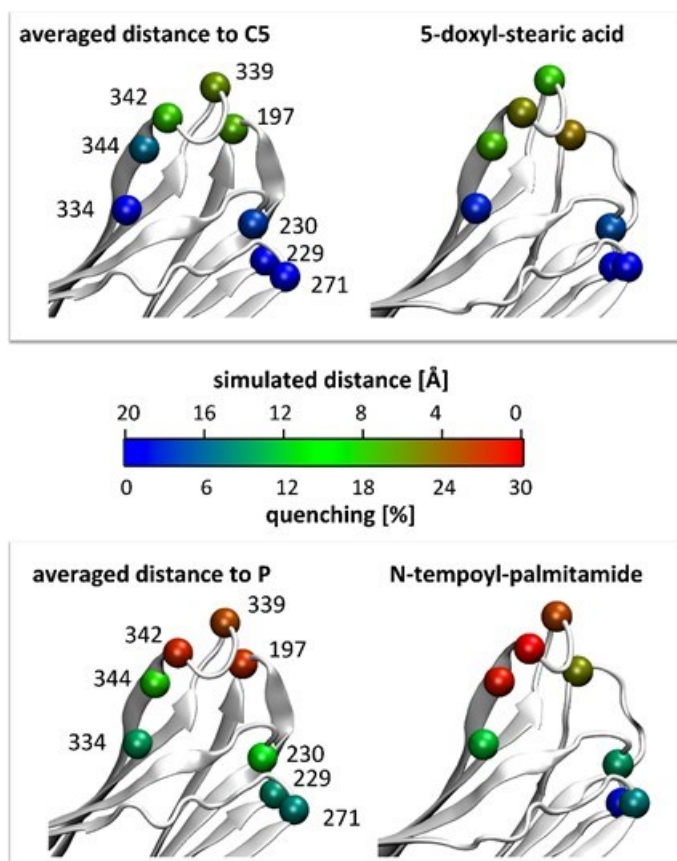 averaged distance to C5
5-doxyl-stearic acid
339
342
197
344
334
230
229
271
simulated distance [Å]
20 16 12 8 4 0
0 6 12 18 24 30
quenching [%]
averaged distance to P
N-tempoyl-palmitamide
339
342
197
344
334
230
229
271